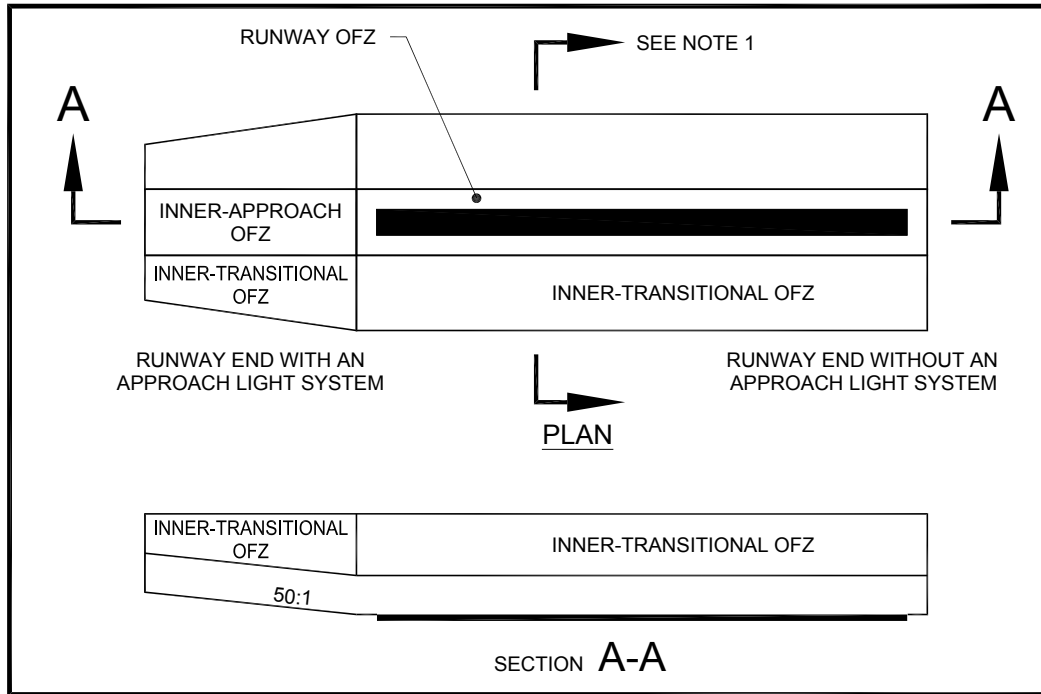 RUNWAY OFZ
SEE NOTE 1
A
A
INNER-APPROACH
OFZ
INNER-TRANSITIONAL
OFZ
INNER-TRANSITIONAL OFZ
RUNWAY END WITH AN
APPROACH LIGHT SYSTEM
RUNWAY END WITHOUT AN
APPROACH LIGHT SYSTEM
PLAN
INNER-TRANSITIONAL
OFZ
INNER-TRANSITIONAL OFZ
50:1
SECTION A-A